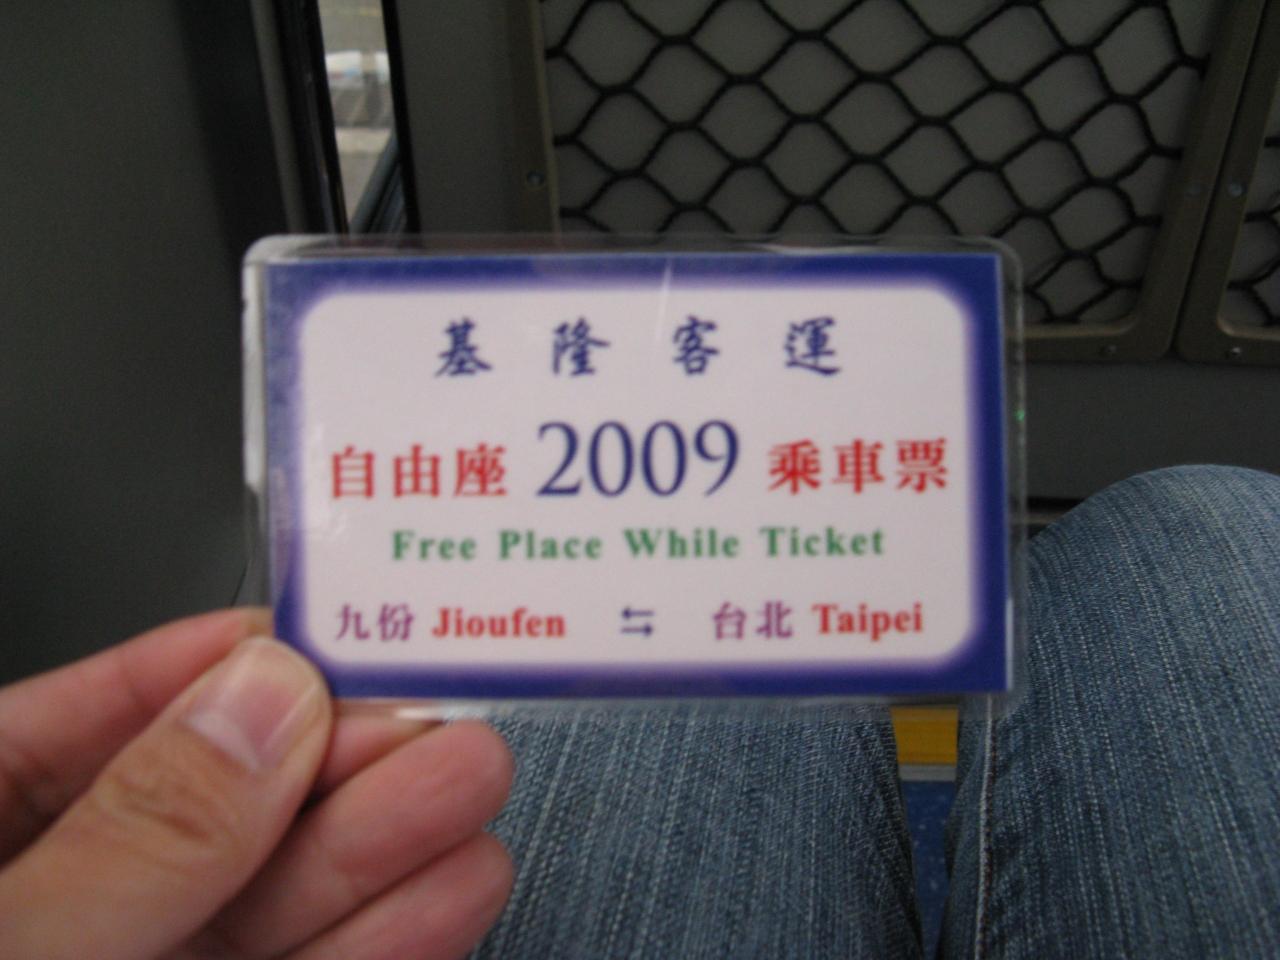 基隆客運
自由座 2009 乘車票
Free Place While Ticket
九份 Jioufen ⇆ 台北 Taipei